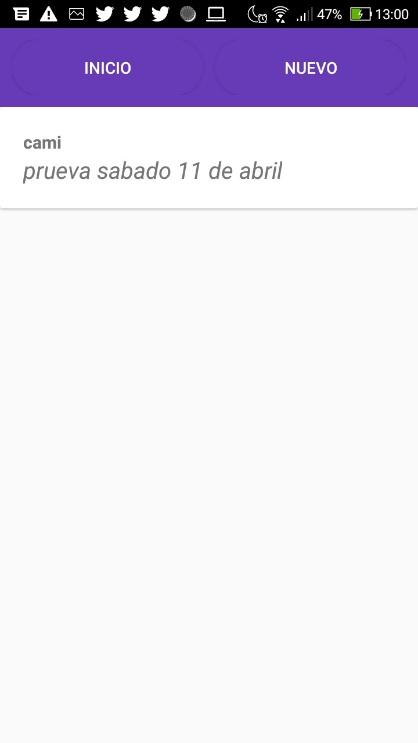 47% 13:00
INICIO NUEVO
cami
prueva sabado 11 de abril